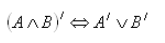 (A ∧ B)′ ⇔ A′ ∨ B′